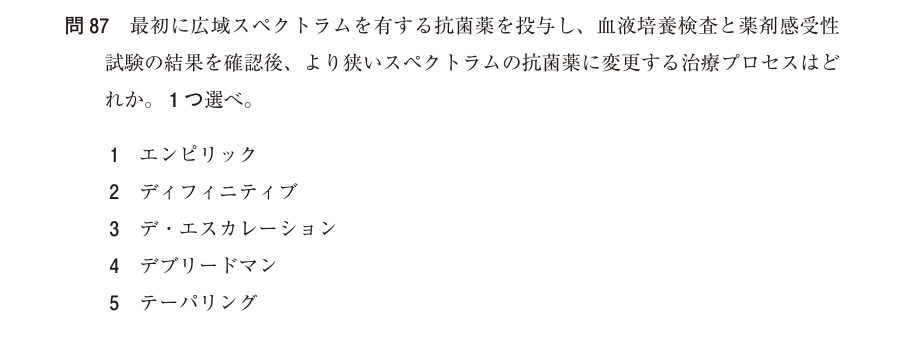 問 87 最初に広域スペクトラムを有する抗菌薬を投与し、血液培養検査と薬剤感受性
試験の結果を確認後、より狭いスペクトラムの抗菌薬に変更する治療プロセスはど
れか。1つ選べ。
1 エンピリック
2 ディフィニティブ
3 デ・エスカレーション
4 デブリードマン
5 テーパリング